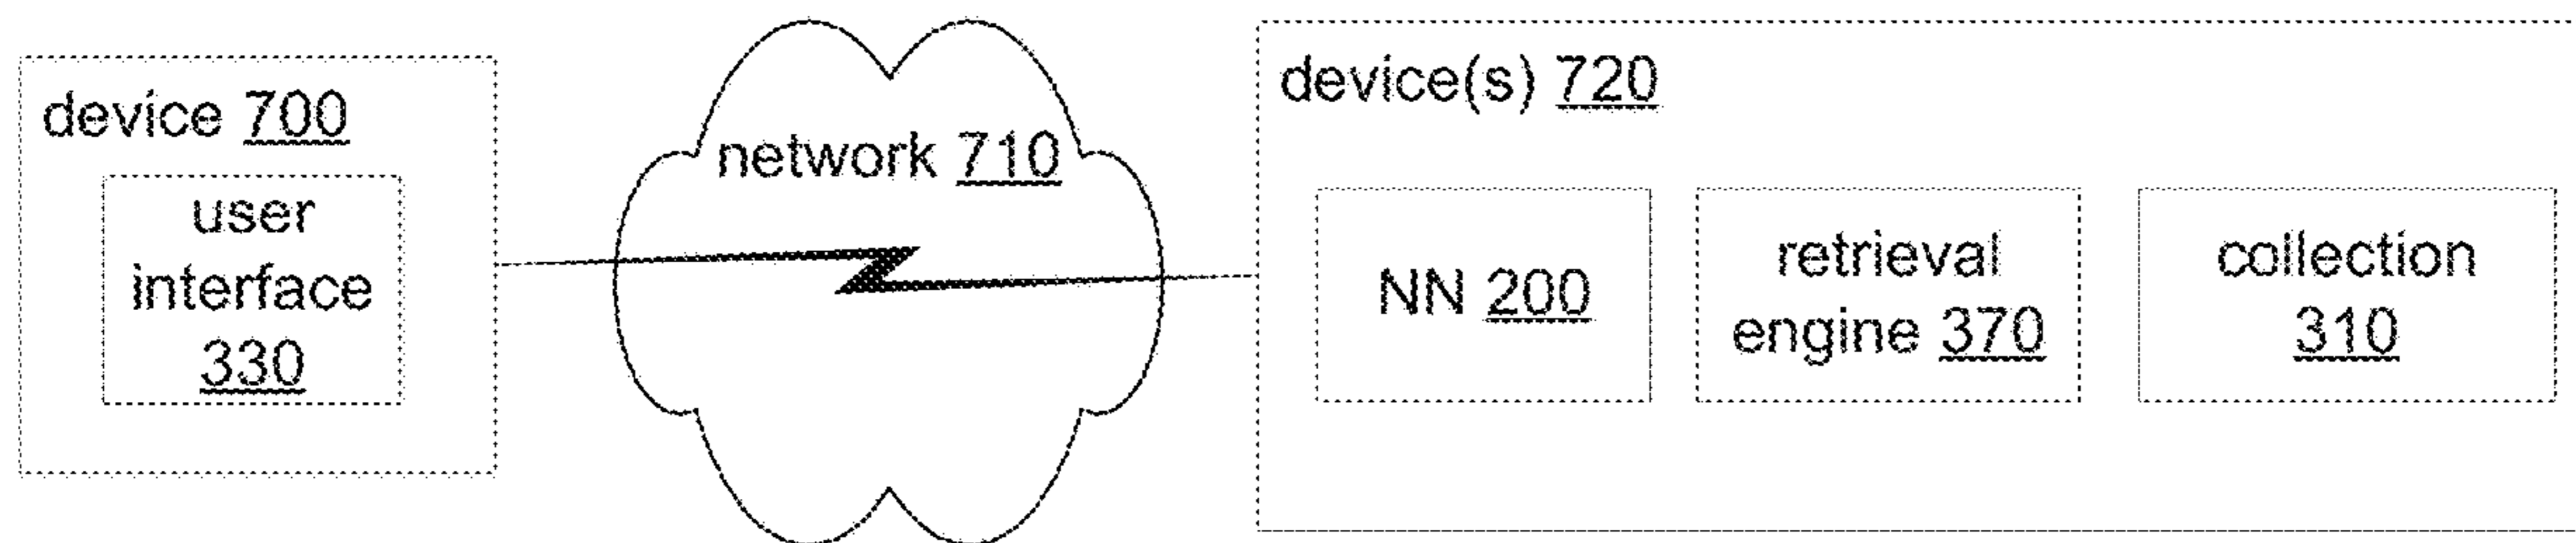 device 700
user
interface
330
network 710
device(s) 720
NN 200
retrieval
engine 370
collection
310